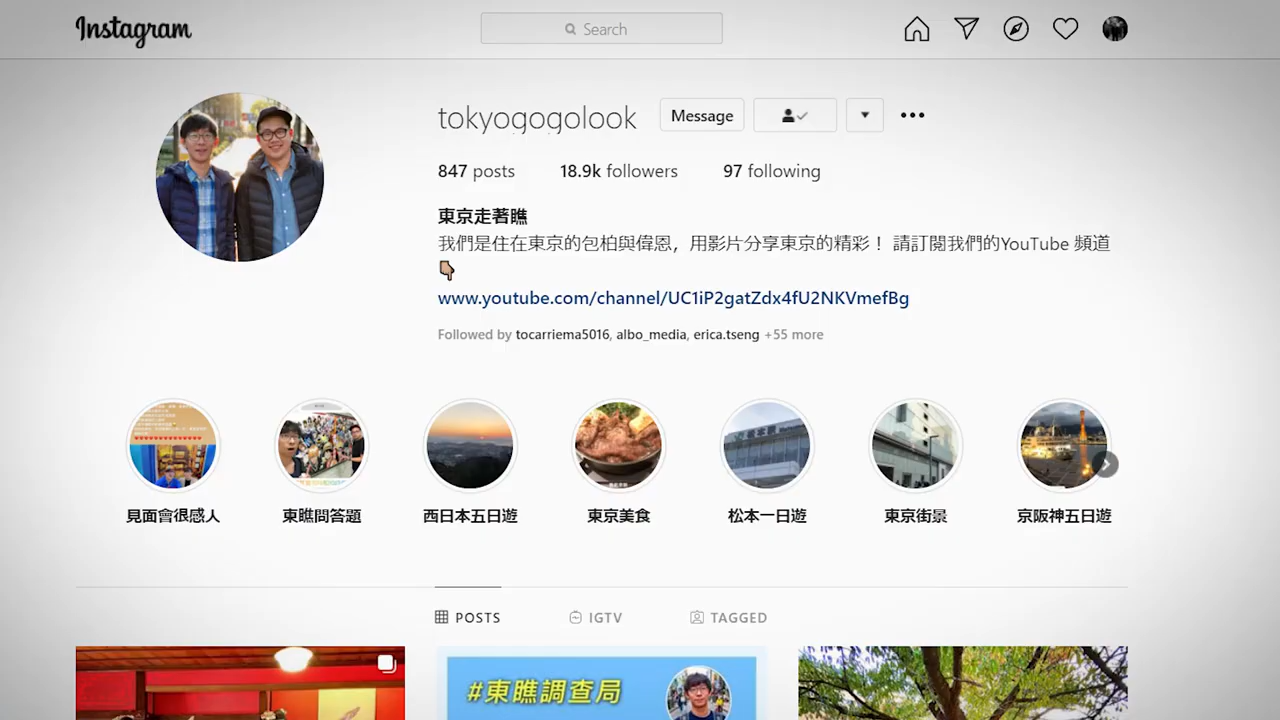 Instagram
Search
tokyogogolook
Message
847 posts
18.9k followers
97 following
東京走著瞧
我們是住在東京的包柏與偉恩，用影片分享東京的精彩！ 請訂閱我們的YouTube 頻道
👇🏽
www.youtube.com/channel/UC1iP2gatZdx4fU2NKVmefBg
Followed by tocarriema5016, albo_media, erica.tseng +55 more
見面會很感人
東瞧問答題
西日本五日遊
東京美食
松本一日遊
東京街景
京阪神五日遊
POSTS
IGTV
TAGGED
#東瞧調查局